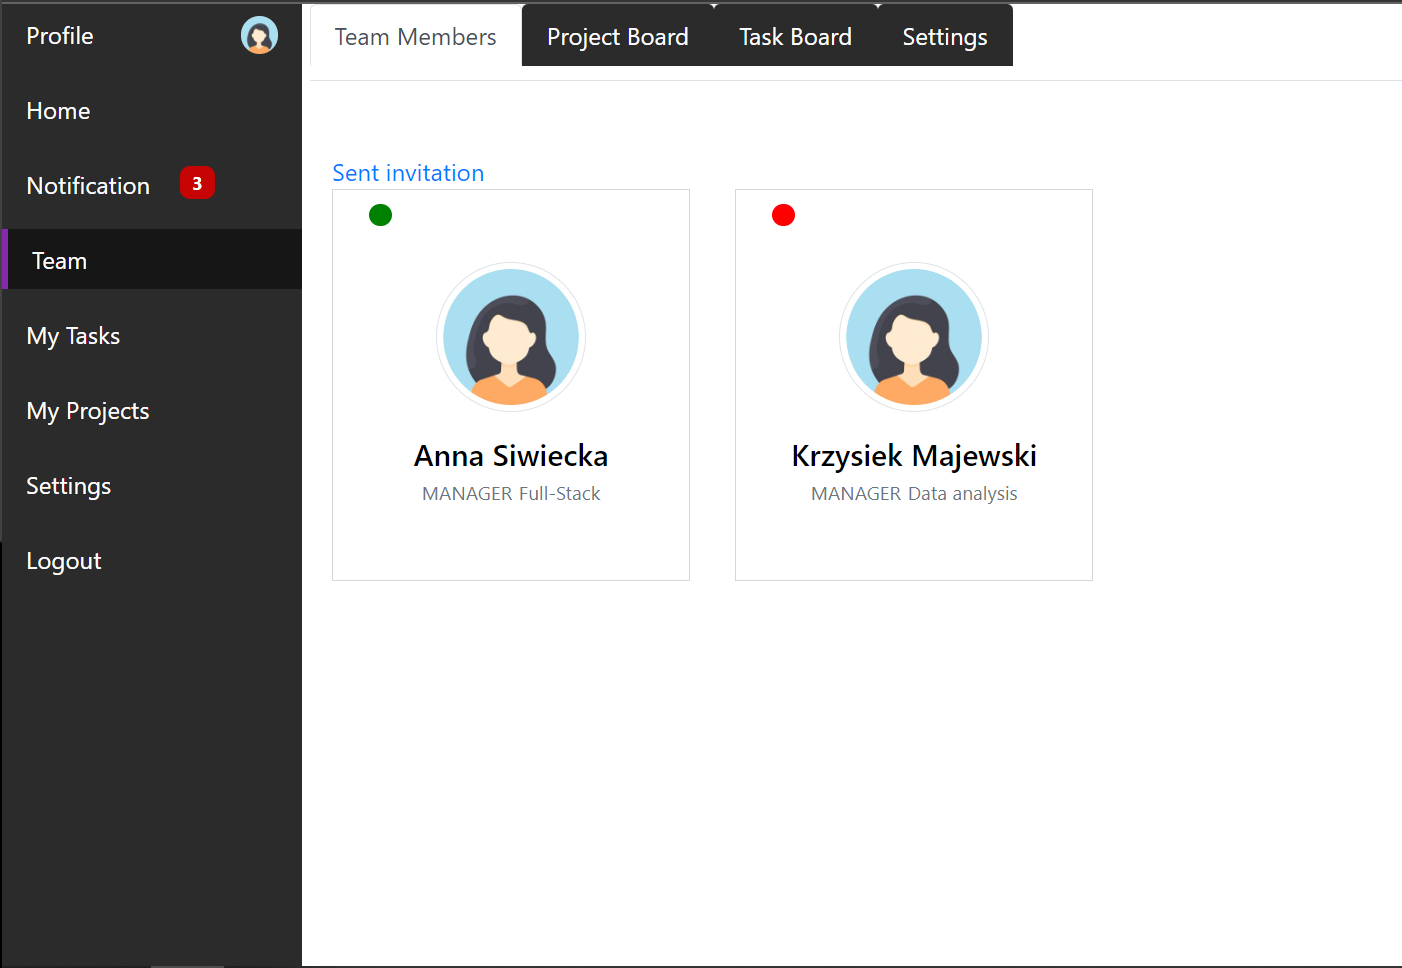 Profile
Home
Notification 3
Team
My Tasks
My Projects
Settings
Logout
Team Members Project Board Task Board Settings
Sent invitation
Anna Siwiecka
MANAGER Full-Stack
Krzysiek Majewski
MANAGER Data analysis